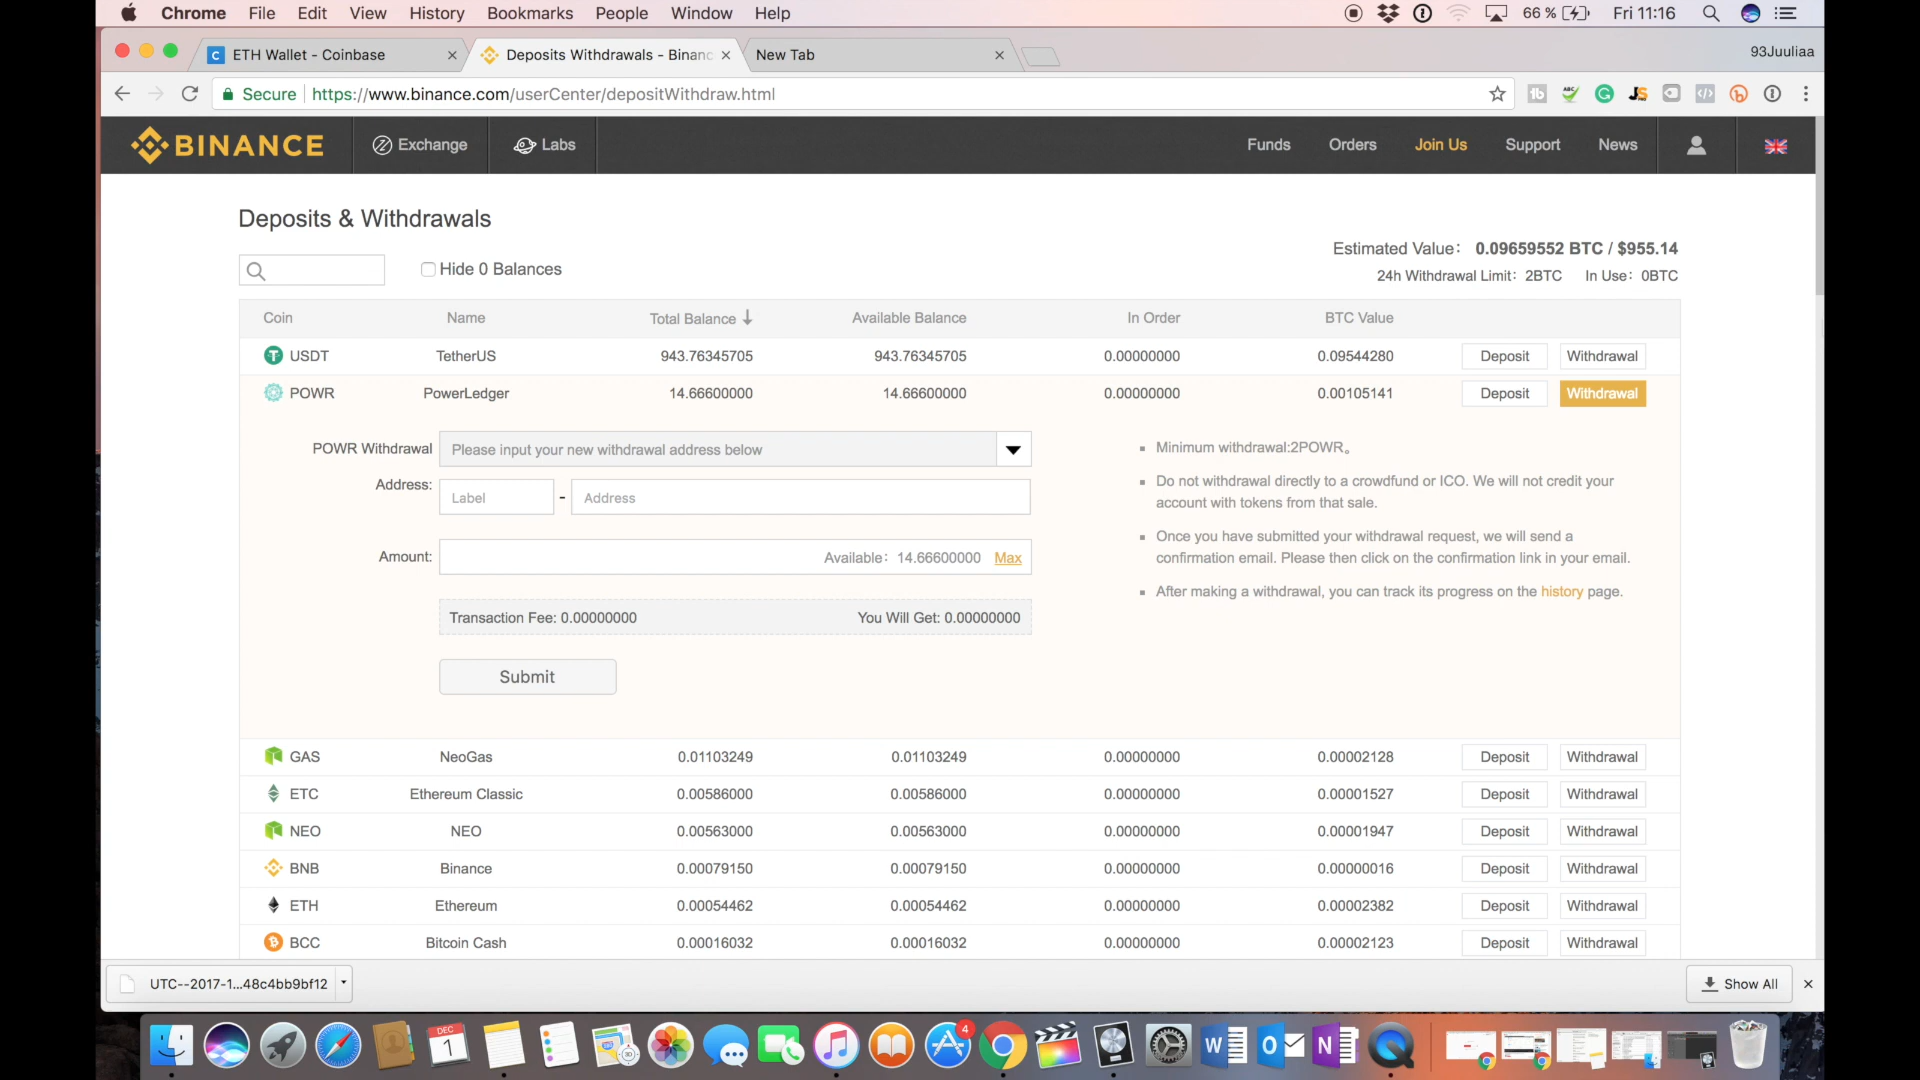 Chrome File Edit View History Bookmarks People Window Help 66 % Fri 11:16
ETH Wallet - Coinbase Deposits Withdrawals - Binanc New Tab 93Juuliaa
Secure https://www.binance.com/userCenter/depositWithdraw.html
BINANCE Exchange Labs Funds Orders Join Us Support News
Deposits & Withdrawals
Estimated Value： 0.09659552 BTC / $955.14
Hide 0 Balances
24h Withdrawal Limit：2BTC In Use：0BTC
Coin Name Total Balance Available Balance In Order BTC Value
USDT TetherUS 943.76345705 943.76345705 0.00000000 0.09544280 Deposit Withdrawal
POWR PowerLedger 14.66600000 14.66600000 0.00000000 0.00105141 Deposit Withdrawal
POWR Withdrawal Please input your new withdrawal address below
Address: Label - Address
Amount: Available：14.66600000 Max
Transaction Fee: 0.00000000 You Will Get: 0.00000000
Submit
Minimum withdrawal:2POWR。
Do not withdrawal directly to a crowdfund or ICO. We will not credit your
account with tokens from that sale.
Once you have submitted your withdrawal request, we will send a
confirmation email. Please then click on the confirmation link in your email.
After making a withdrawal, you can track its progress on the history page.
GAS NeoGas 0.01103249 0.01103249 0.00000000 0.00002128 Deposit Withdrawal
ETC Ethereum Classic 0.00586000 0.00586000 0.00000000 0.00001527 Deposit Withdrawal
NEO NEO 0.00563000 0.00563000 0.00000000 0.00001947 Deposit Withdrawal
BNB Binance 0.00079150 0.00079150 0.00000000 0.00000016 Deposit Withdrawal
ETH Ethereum 0.00054462 0.00054462 0.00000000 0.00002382 Deposit Withdrawal
BCC Bitcoin Cash 0.00016032 0.00016032 0.00000000 0.00002123 Deposit Withdrawal
UTC--2017-1...48c4bb9bf12 Show All
DEC
1
4